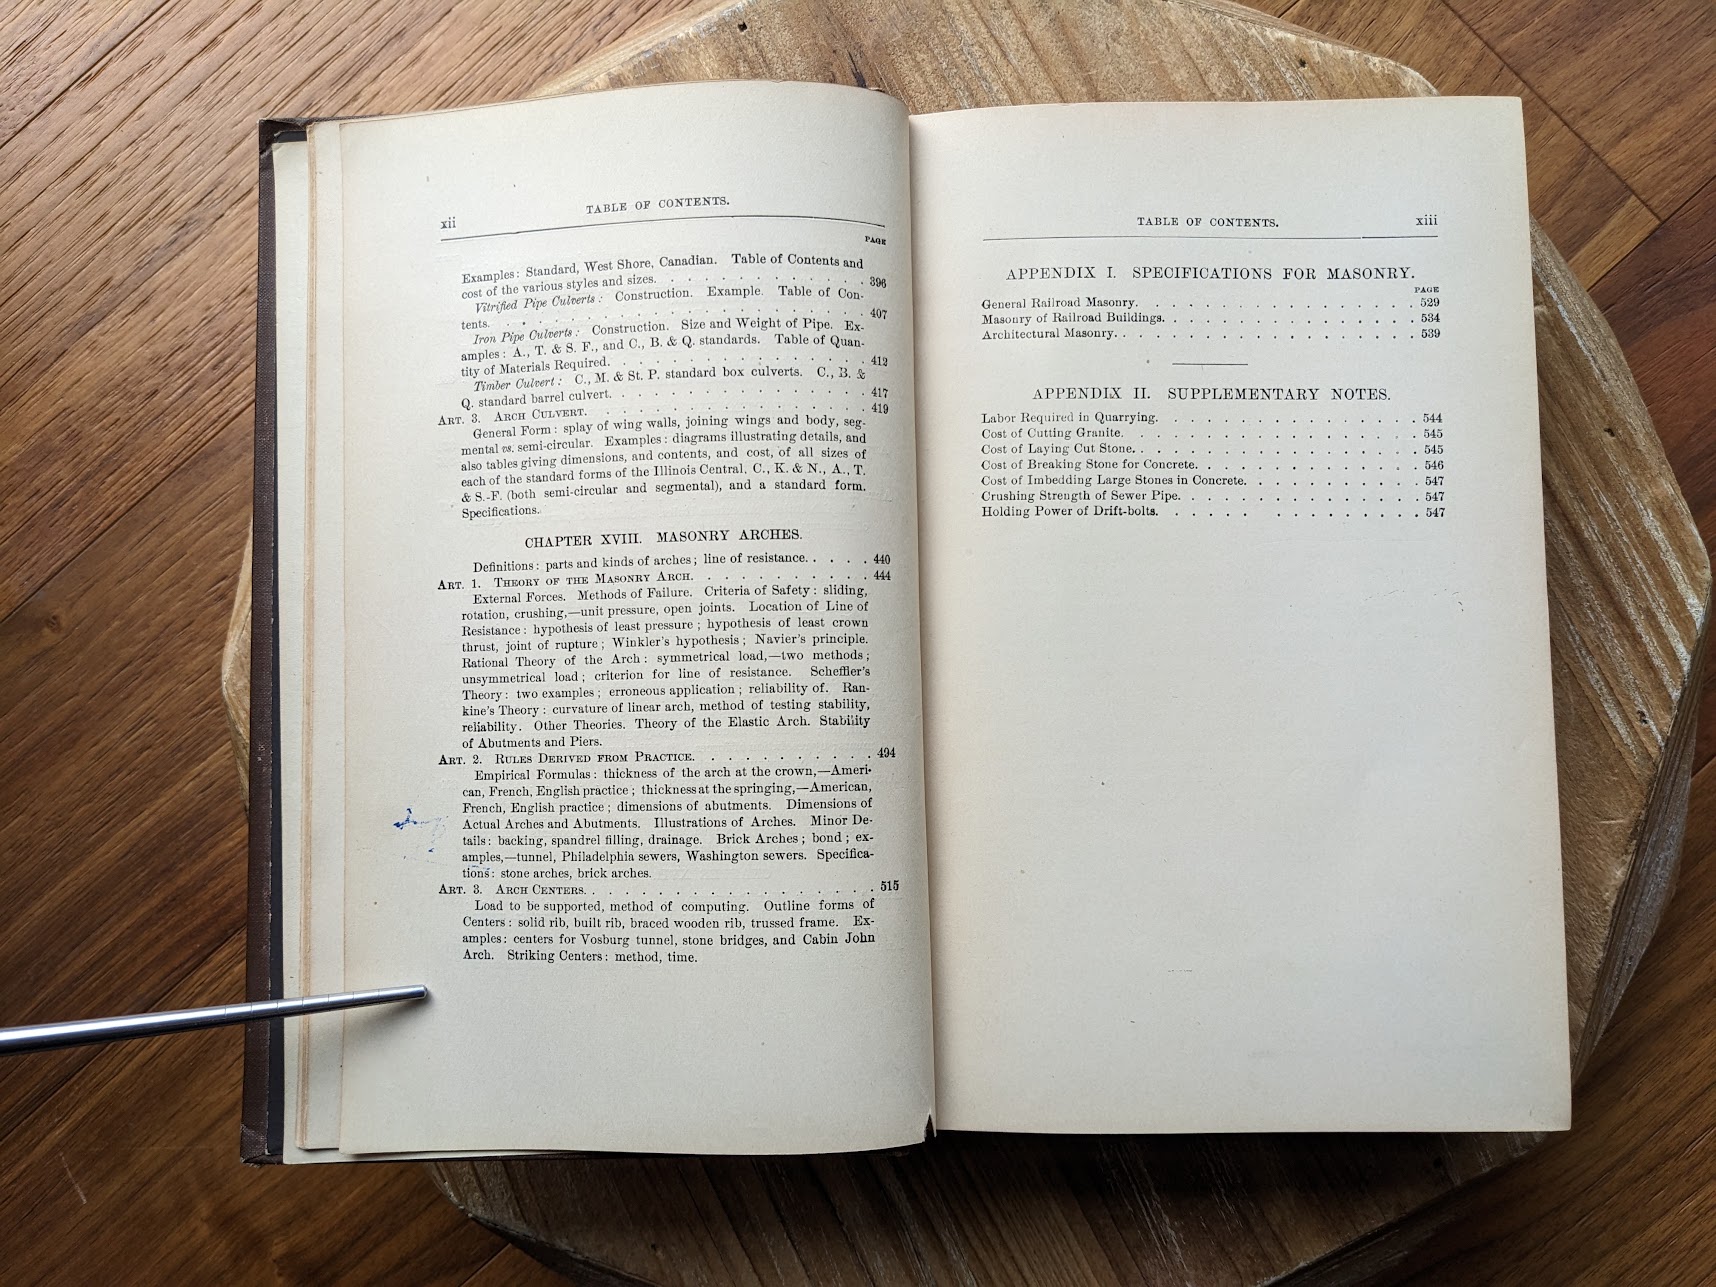 xii
TABLE OF CONTENTS.
PAGE
Examples: Standard, West Shore, Canadian. Table of Contents and
cost of the various styles and sizes. . . . . . . . . . . 396
Vitrified Pipe Culverts: Construction. Example. Table of Con-
tents. . . . . . . . . . . . . . . . . 407
Iron Pipe Culverts: Construction. Size and Weight of Pipe. Ex-
amples: A., T. & S. F., and C., B. & Q. standards. Table of Quan-
tity of Materials Required. . . . . . . . . . . . . 412
Timber Culvert: C., M. & St. P. standard box culverts. C., B. &
Q. standard barrel culvert. . . . . . . . . . . . . 417
ART. 3. ARCH CULVERT. . . . . . . . . . . . . . 419
General Form: splay of wing walls, joining wings and body, seg-
mental vs. semi-circular. Examples: diagrams illustrating details, and
also tables giving dimensions, and contents, and cost, of all sizes of
each of the standard forms of the Illinois Central, C., K. & N., A., T.
& S.-F. (both semi-circular and segmental), and a standard form.
Specifications.
CHAPTER XVIII. MASONRY ARCHES.
Definitions: parts and kinds of arches; line of resistance. . . . . 440
ART. 1. THEORY OF THE MASONRY ARCH. . . . . . . . . . . 444
External Forces. Methods of Failure. Criteria of Safety: sliding,
rotation, crushing,—unit pressure, open joints. Location of Line of
Resistance: hypothesis of least pressure; hypothesis of least crown
thrust, joint of rupture; Winkler's hypothesis; Navier's principle.
Rational Theory of the Arch: symmetrical load,—two methods;
unsymmetrical load; criterion for line of resistance. Scheffler's
Theory: two examples; erroneous application; reliability of. Ran-
kine's Theory: curvature of linear arch, method of testing stability,
reliability. Other Theories. Theory of the Elastic Arch. Stability
of Abutments and Piers.
ART. 2. RULES DERIVED FROM PRACTICE. . . . . . . . . . . 494
Empirical Formulas: thickness of the arch at the crown,—Ameri-
can, French, English practice; thickness at the springing,—American,
French, English practice; dimensions of abutments. Dimensions of
Actual Arches and Abutments. Illustrations of Arches. Minor De-
tails: backing, spandrel filling, drainage. Brick Arches; bond; ex-
amples,—tunnel, Philadelphia sewers, Washington sewers. Specifica-
tions: stone arches, brick arches.
ART. 3. ARCH CENTERS. . . . . . . . . . . . . . . . . 515
Load to be supported, method of computing. Outline forms of
Centers: solid rib, built rib, braced wooden rib, trussed frame. Ex-
amples: centers for Vosburg tunnel, stone bridges, and Cabin John
Arch. Striking Centers: method, time.
TABLE OF CONTENTS.
xiii
APPENDIX I. SPECIFICATIONS FOR MASONRY.
PAGE
General Railroad Masonry. . . . . . . . . . . . . . . . 529
Masonry of Railroad Buildings. . . . . . . . . . . . . . 534
Architectural Masonry. . . . . . . . . . . . . . . . . . 539
APPENDIX II. SUPPLEMENTARY NOTES.
Labor Required in Quarrying. . . . . . . . . . . . . . . 544
Cost of Cutting Granite. . . . . . . . . . . . . . . . . 545
Cost of Laying Cut Stone. . . . . . . . . . . . . . . . . 545
Cost of Breaking Stone for Concrete. . . . . . . . . . . . 546
Cost of Imbedding Large Stones in Concrete. . . . . . . . . 547
Crushing Strength of Sewer Pipe. . . . . . . . . . . . . 547
Holding Power of Drift-bolts. . . . . . . . . . . . . . 547